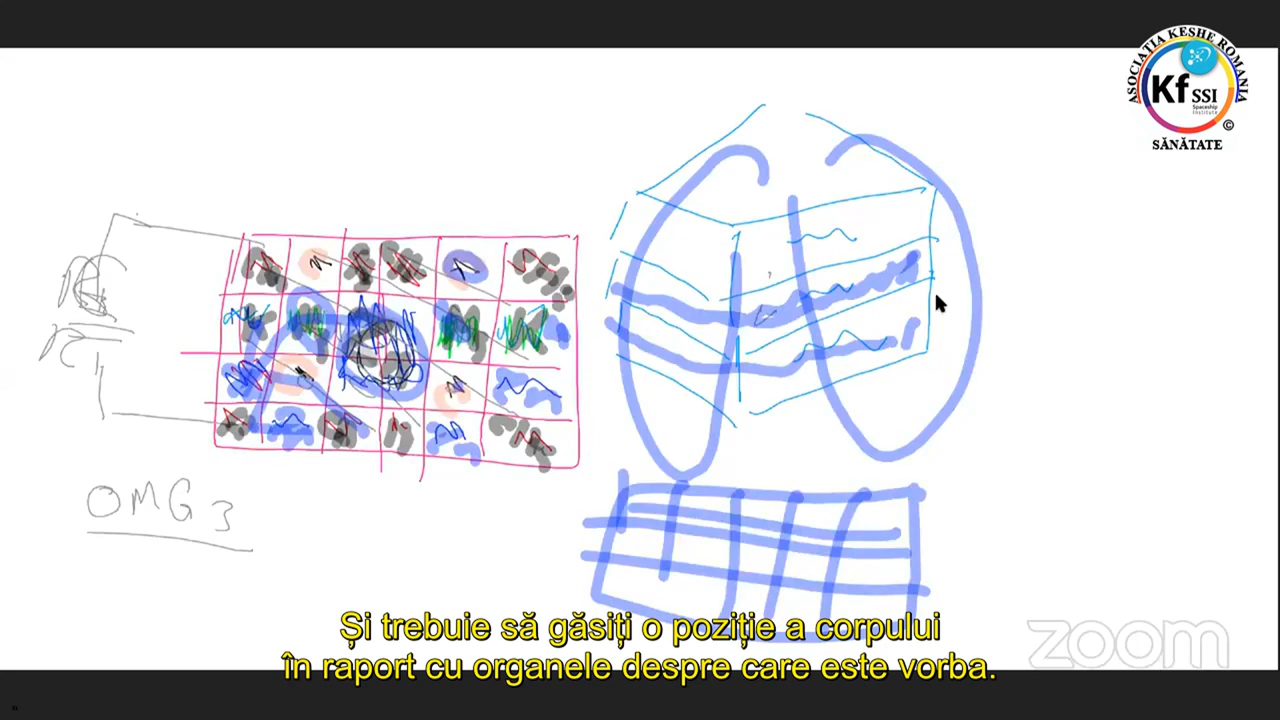 ASOCIAȚIA KESHE ROMANIA
Kf SSI
Spaceship
Institute
©
SĂNĂTATE
OMG 3
Și trebuie să găsiți o poziție a corpului
în raport cu organele despre care este vorba.
zoom